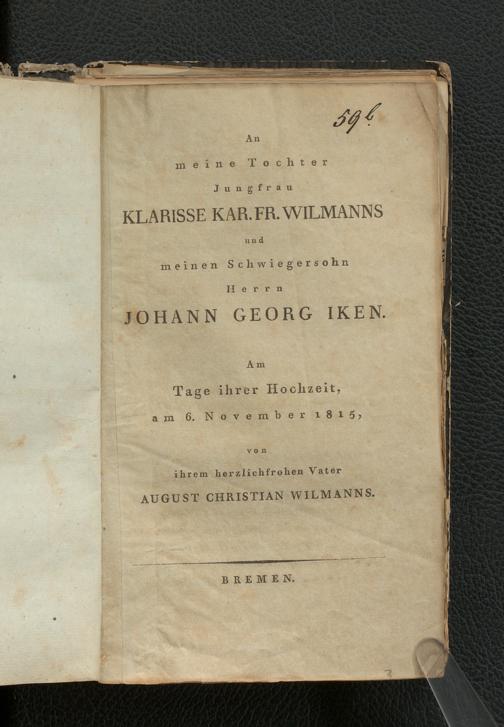 59b.
An
meine Tochter
Jungfrau
KLARISSE KAR. FR. WILMANNS
und
meinen Schwiegersohn
Herrn
JOHANN GEORG IKEN.
Am
Tage ihrer Hochzeit,
am 6. November 1815,
von
ihrem herzlichfrohen Vater
AUGUST CHRISTIAN WILMANNS.
BREMEN.